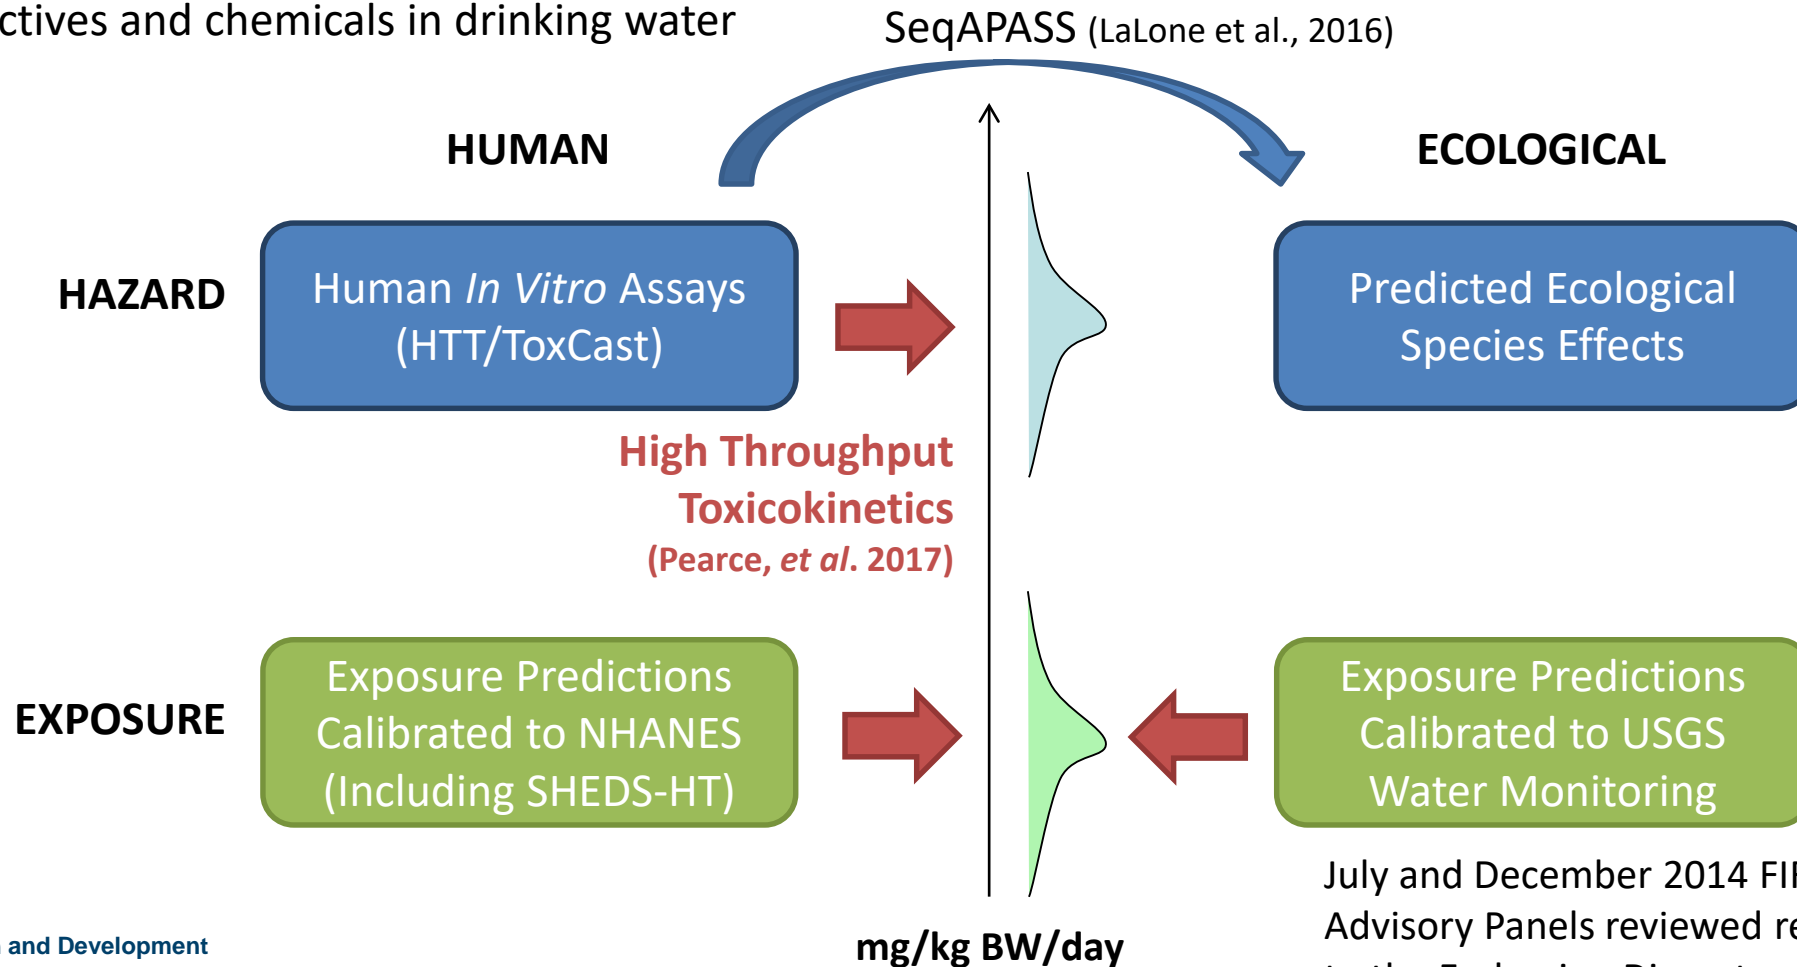 ctives and chemicals in drinking water
SeqAPASS (LaLone et al., 2016)
HUMAN
ECOLOGICAL
HAZARD
Human In Vitro Assays
(HTT/ToxCast)
Predicted Ecological
Species Effects
High Throughput
Toxicokinetics
(Pearce, et al. 2017)
EXPOSURE
Exposure Predictions
Calibrated to NHANES
(Including SHEDS-HT)
Exposure Predictions
Calibrated to USGS
Water Monitoring
July and December 2014 FIF
Advisory Panels reviewed re
and Development
mg/kg BW/day